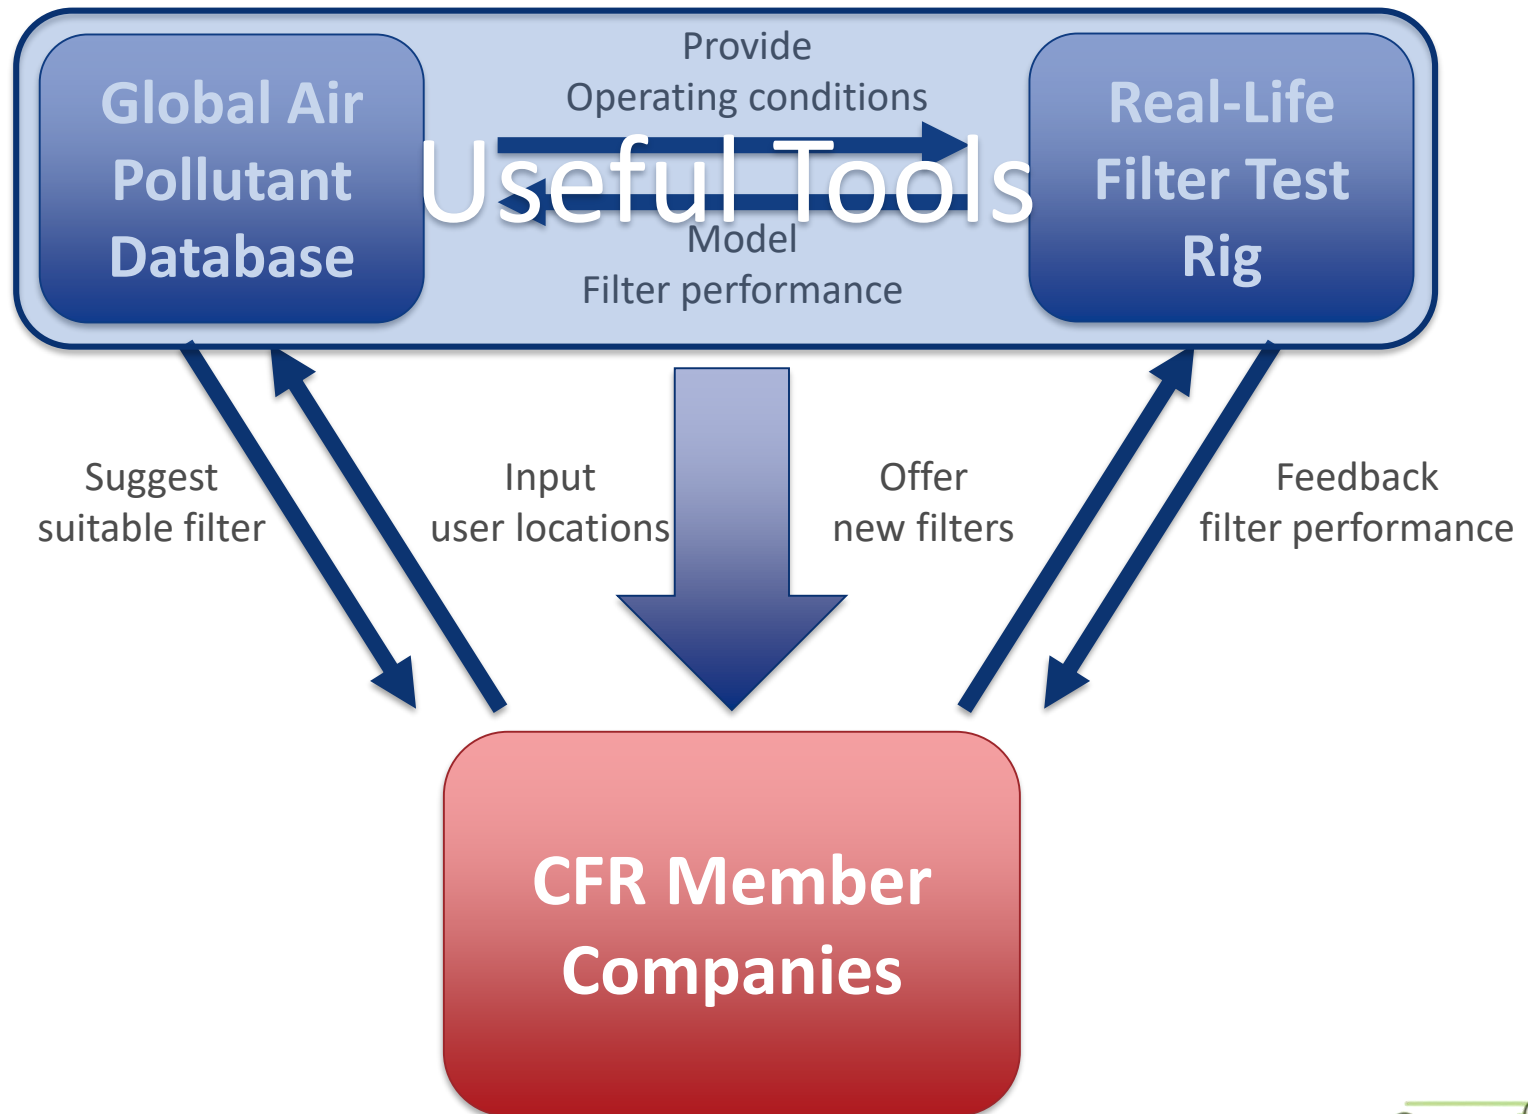 Global Air
Pollutant
Database
Provide
Operating conditions
Useful Tools
Model
Filter performance
Real-Life
Filter Test
Rig
Suggest
suitable filter
Input
user locations
Offer
new filters
Feedback
filter performance
CFR Member
Companies